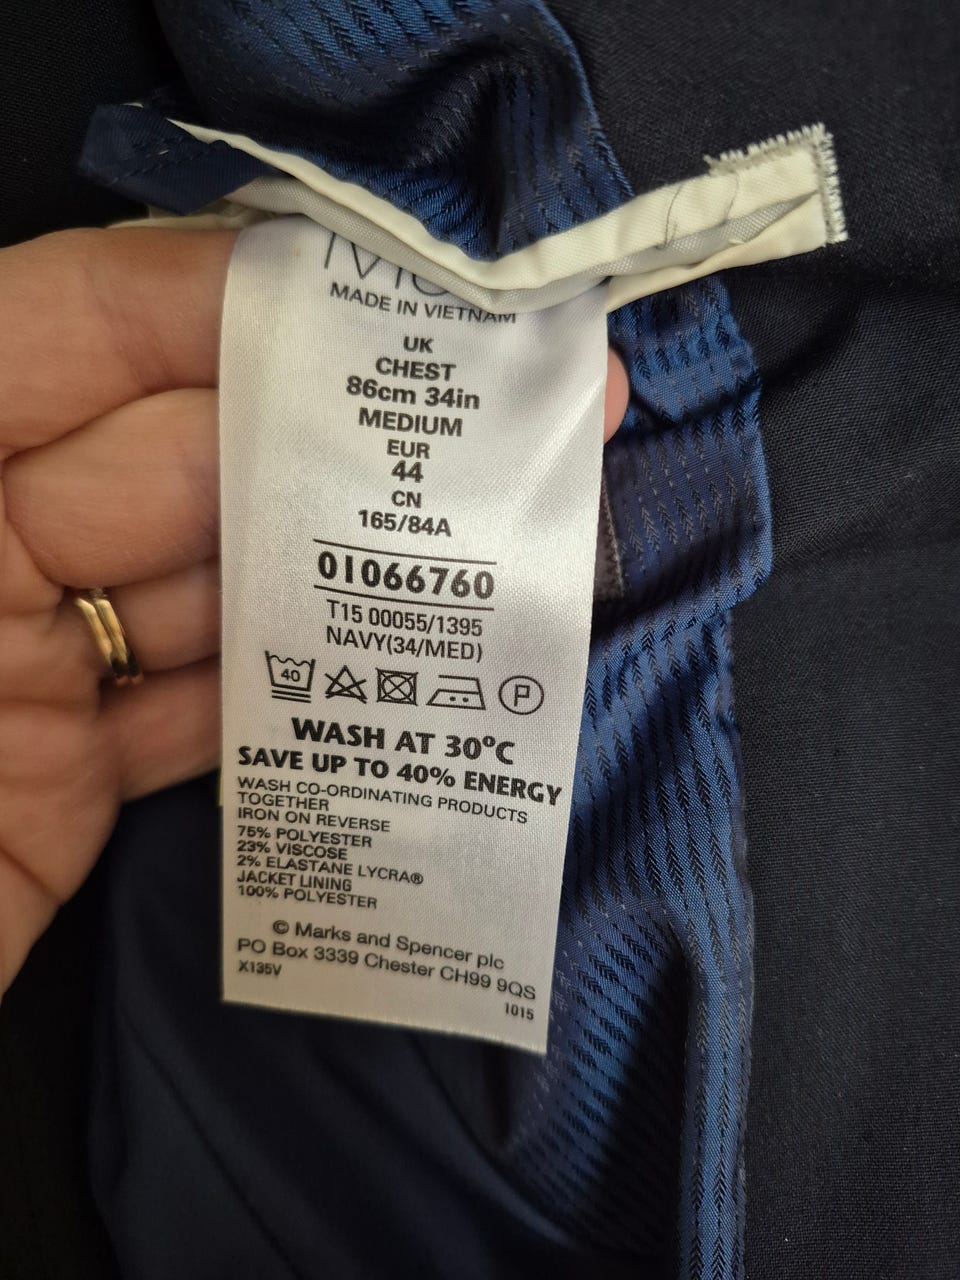 MADE IN VIETNAM
UK
CHEST
86cm 34in
MEDIUM
EUR
44
CN
165/84A
01066760
T15 00055/1395
NAVY(34/MED)
40
P
WASH AT 30ºC
SAVE UP TO 40% ENERGY
WASH CO-ORDINATING PRODUCTS
TOGETHER
IRON ON REVERSE
75% POLYESTER
23% VISCOSE
2% ELASTANE LYCRA®
JACKET LINING
100% POLYESTER
© Marks and Spencer plc
PO Box 3339 Chester CH99 9QS
X135V
1015